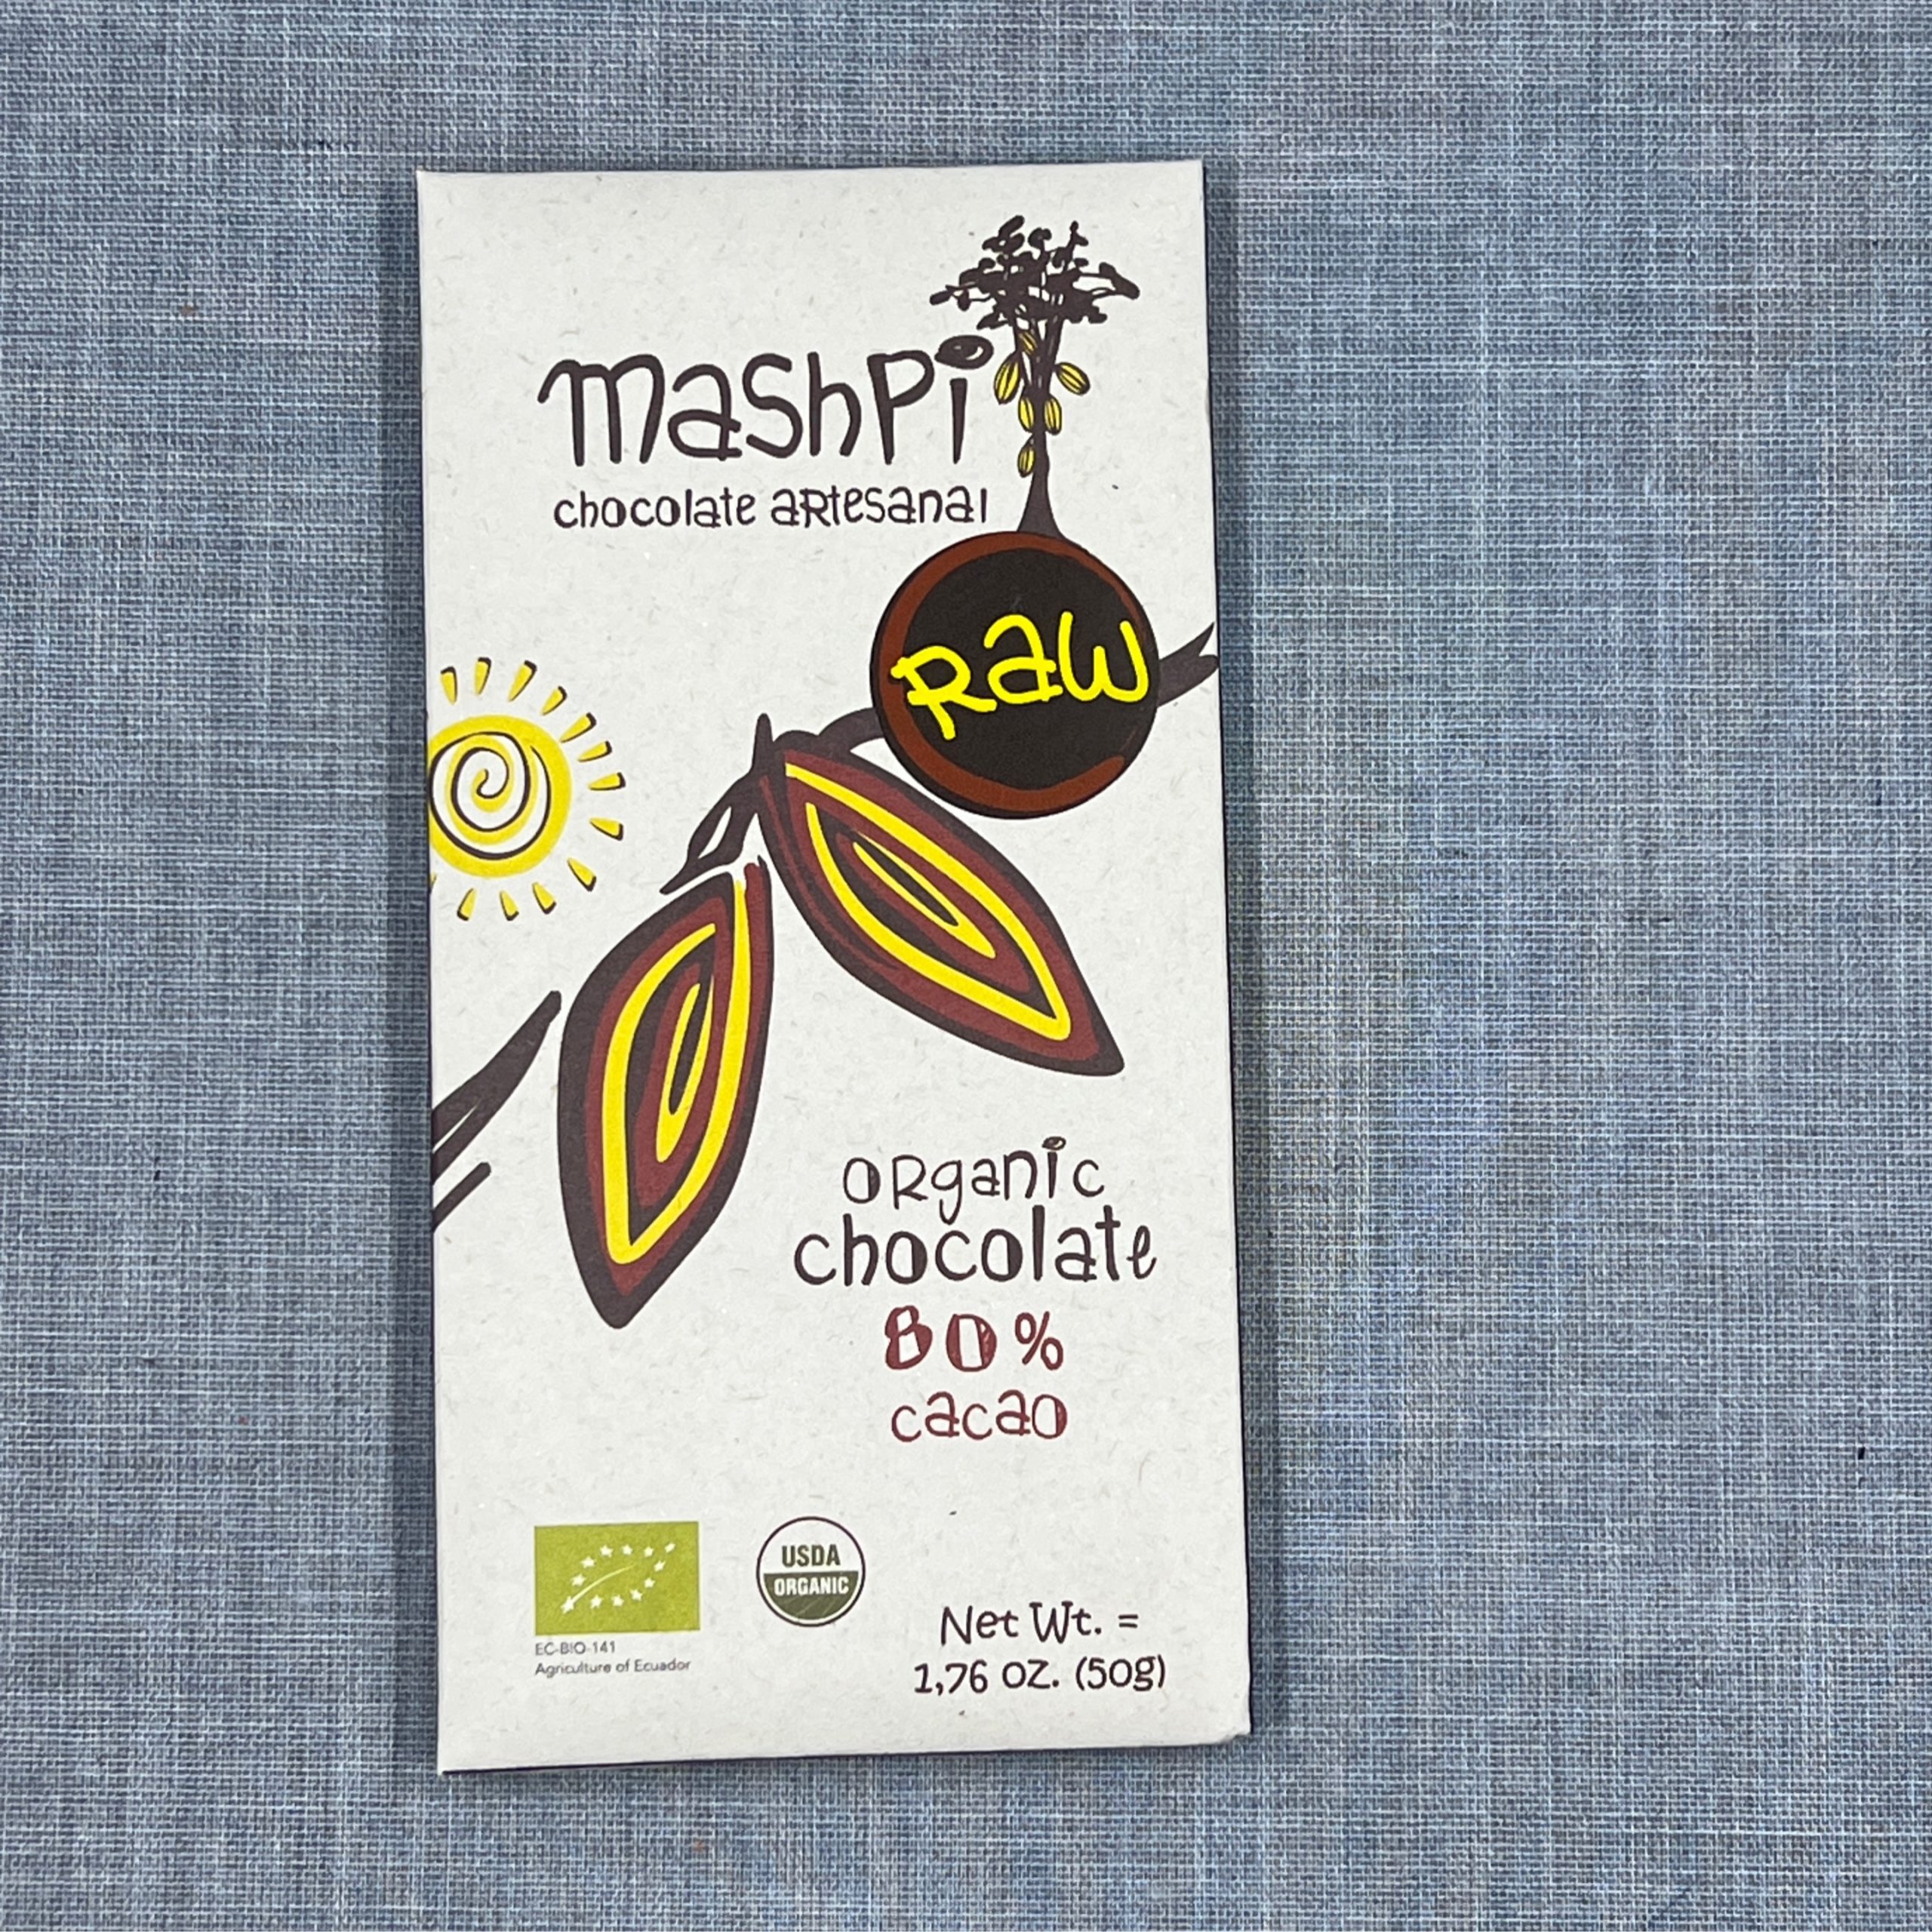 mashpi
chocolate artesanal
Raw
organic
chocolate
80%
cacao
USDA
ORGANIC
EC-BIO-141
Agriculture of Ecuador
Net Wt. =
1,76 oz. (50g)